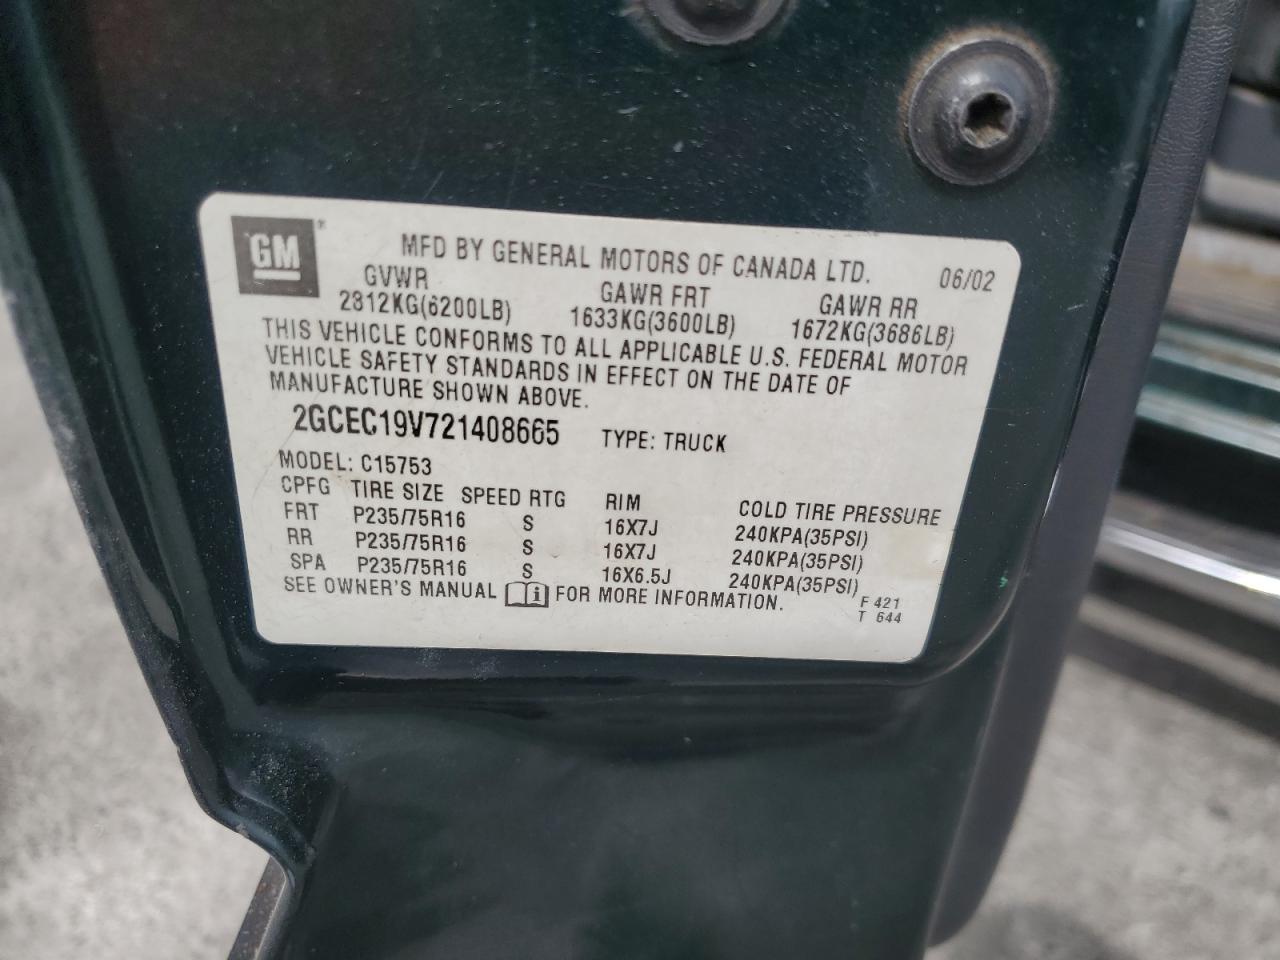 GM® MFD BY GENERAL MOTORS OF CANADA LTD. 06/02
GVWR GAWR FRT GAWR RR
2812KG(6200LB) 1633KG(3600LB) 1672KG(3686LB)
THIS VEHICLE CONFORMS TO ALL APPLICABLE U.S. FEDERAL MOTOR
VEHICLE SAFETY STANDARDS IN EFFECT ON THE DATE OF
MANUFACTURE SHOWN ABOVE.
2GCEC19V721408665 TYPE: TRUCK
MODEL: C15753
CPFG TIRE SIZE SPEED RTG RIM COLD TIRE PRESSURE
FRT P235/75R16 S 16X7J 240KPA(35PSI)
RR P235/75R16 S 16X7J 240KPA(35PSI)
SPA P235/75R16 S 16X6.5J 240KPA(35PSI)
SEE OWNER'S MANUAL i FOR MORE INFORMATION.
F 421
T 644